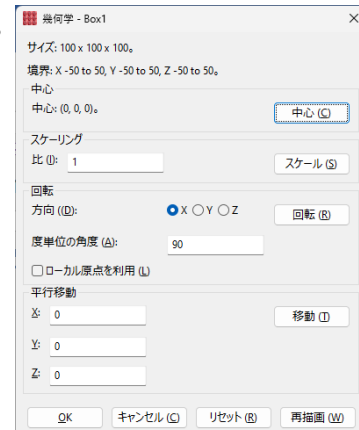 幾何学 - Box1
サイズ: 100 x 100 x 100。
境界: X -50 to 50, Y -50 to 50, Z -50 to 50。
中心
中心: (0, 0, 0)。
中心 (C)
スケーリング
比 (I): 1
スケール (S)
回転
方向 ((D): X Y Z
回転 (R)
度単位の角度 (A): 90
ローカル原点を利用 (L)
平行移動
X: 0
移動 (T)
Y: 0
Z: 0
OK キャンセル (C) リセット (R) 再描画 (W)